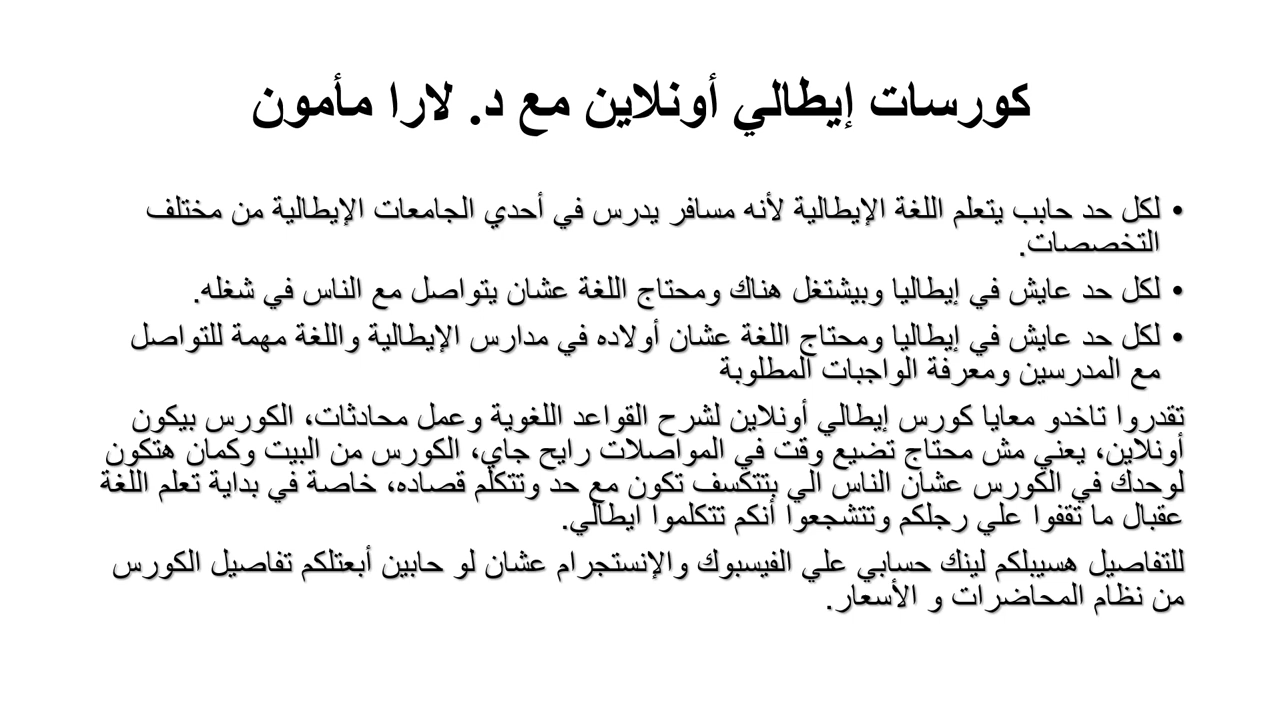 كورسات إيطالي أونلاين مع د. لارا مأمون
• لكل حد حابب يتعلم اللغة الإيطالية لأنه مسافر يدرس في أحدي الجامعات الإيطالية من مختلف
التخصصات.
• لكل حد عايش في إيطاليا وبيشتغل هناك ومحتاج اللغة عشان يتواصل مع الناس في شغله.
• لكل حد عايش في إيطاليا ومحتاج اللغة عشان أولاده في مدارس الإيطالية واللغة مهمة للتواصل
مع المدرسين ومعرفة الواجبات المطلوبة
تقدروا تاخدو معايا كورس إيطالي أونلاين لشرح القواعد اللغوية وعمل محادثات، الكورس بيكون
أونلاين، يعني مش محتاج تضيع وقت في المواصلات رايح جاي، الكورس من البيت وكمان هتكون
لوحدك في الكورس عشان الناس الي بتتكسف تكون مع حد وتتكلم قصاده، خاصة في بداية تعلم اللغة
عقبال ما تقفوا علي رجلكم وتتشجعوا أنكم تتكلموا ايطالي.
للتفاصيل هسيبلكم لينك حسابي علي الفيسبوك والإنستجرام عشان لو حابين أبعتلكم تفاصيل الكورس
من نظام المحاضرات و الأسعار.